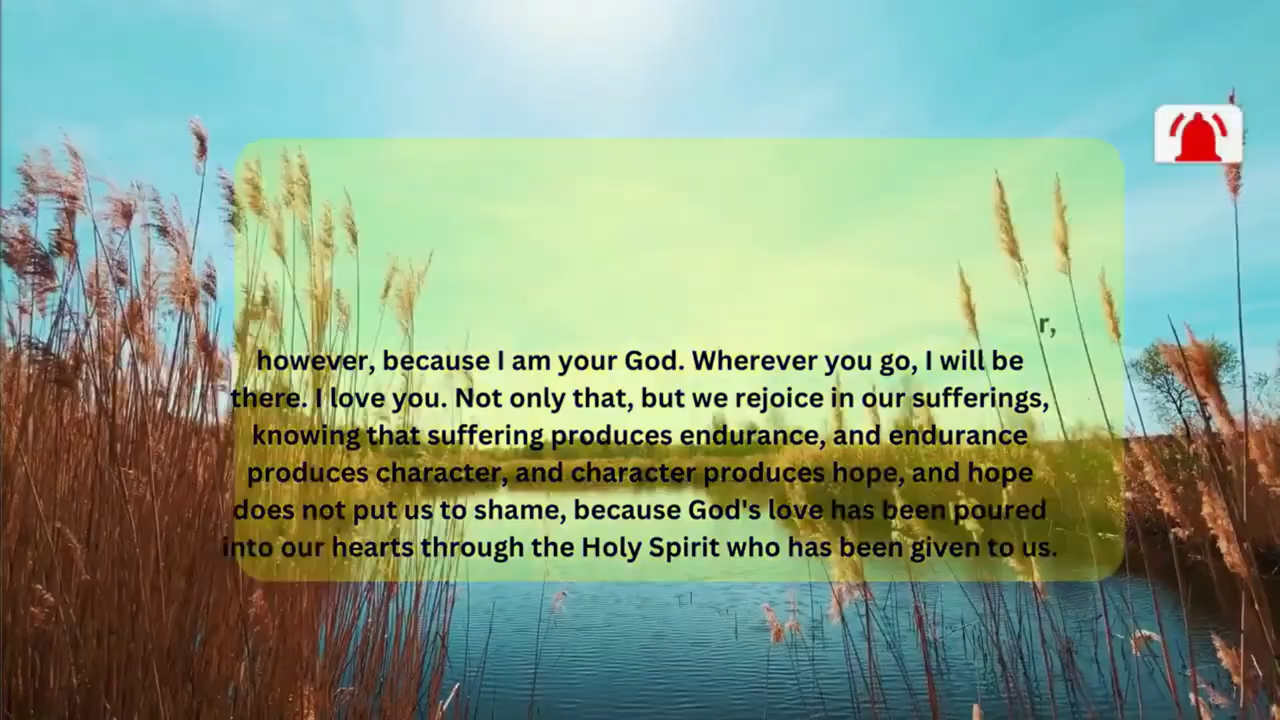 r,
however, because I am your God. Wherever you go, I will be
there. I love you. Not only that, but we rejoice in our sufferings,
knowing that suffering produces endurance, and endurance
produces character, and character produces hope, and hope
does not put us to shame, because God's love has been poured
into our hearts through the Holy Spirit who has been given to us.